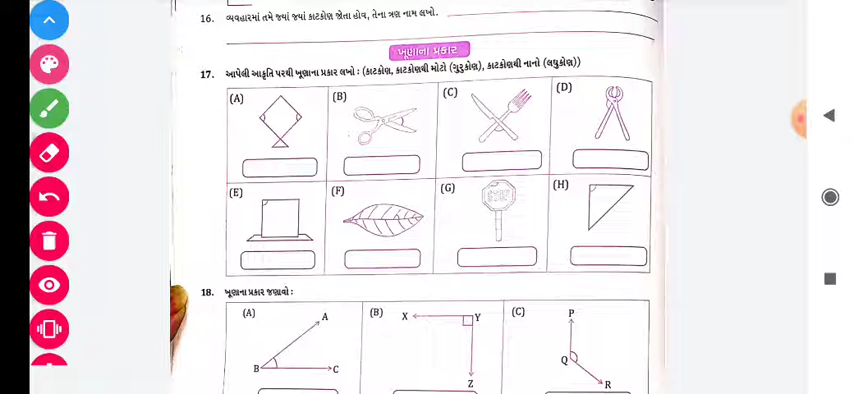 16. વ્યવહારમાં તમે જ્યાં જ્યાં કાટકોણ જોતા હોવ, તેના ત્રણ નામ લખો.
ખૂણાના પ્રકાર
17. આપેલી આકૃતિ પરથી ખૂણાના પ્રકાર લખો : (કાટકોણ, કાટકોણથી મોટો (ગુરુકોણ), કાટકોણથી નાનો (લઘુકોણ))
(A) (B) (C) (D)
(E) (F) (G) (H)
18. ખૂણાના પ્રકાર જણાવો :
(A) (B) (C)
A X Y P
B C Q
Z R